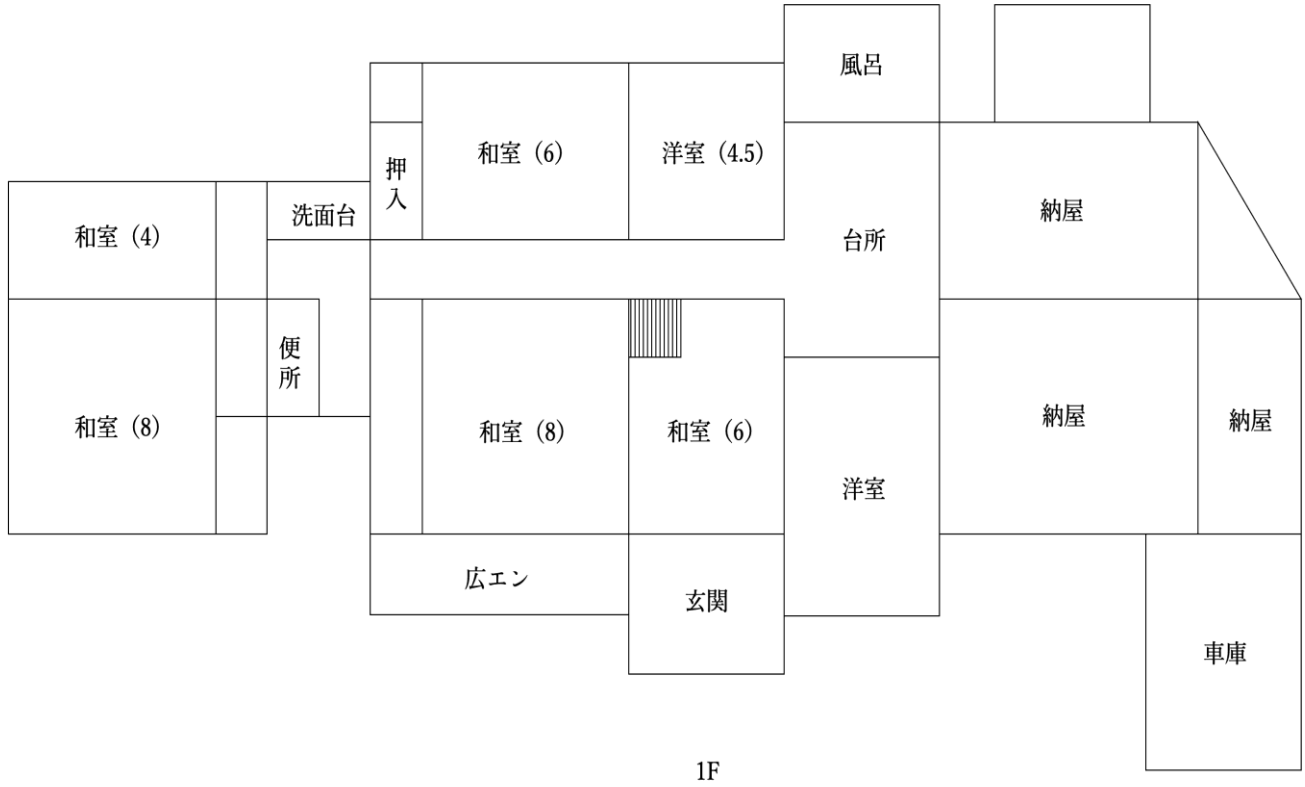 風呂
和室（6）
洋室（4.5）
押入
洗面台
和室（4）
台所
納屋
便所
和室（8）
和室（8）
和室（6）
洋室
納屋
納屋
広エン
玄関
車庫
1F